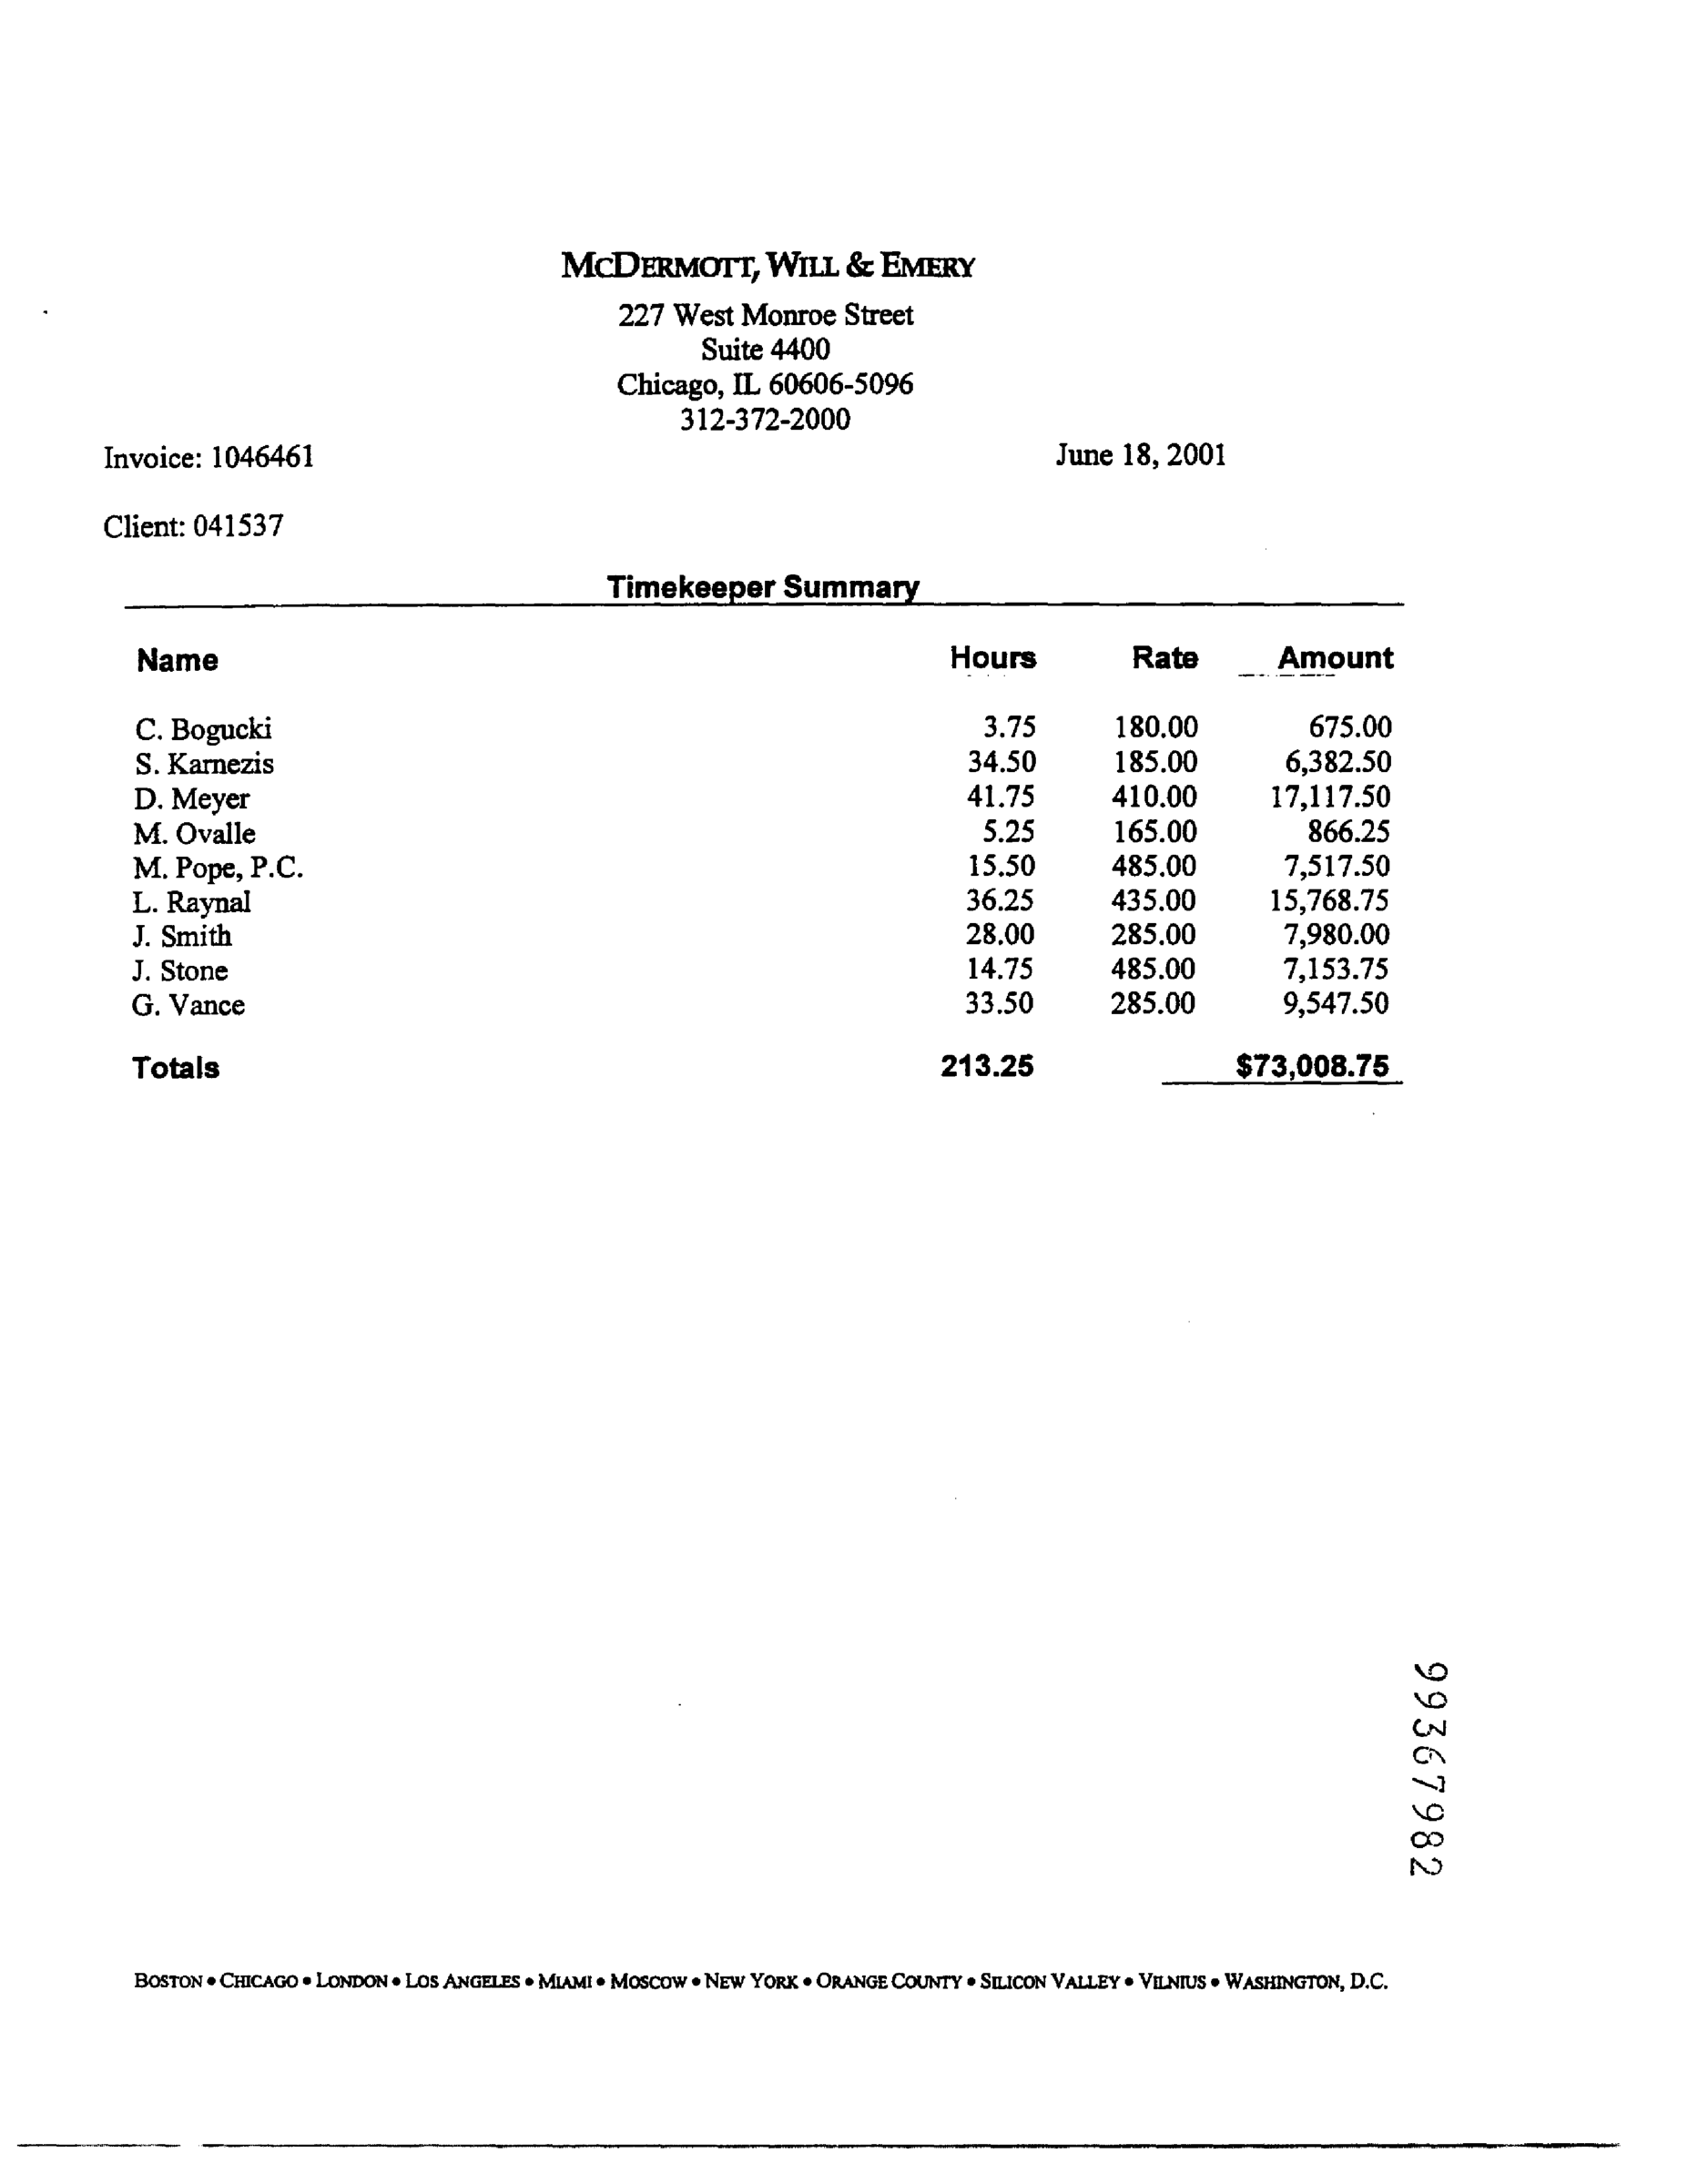 McDermott, Will & Emery
227 West Monroe Street
Suite 4400
Chicago, IL 60606-5096
312-372-2000
Invoice: 1046461 June 18, 2001
Client: 041537
Timekeeper Summary
Name Hours Rate Amount
C. Bogucki 3.75 180.00 675.00
S. Karnezis 34.50 185.00 6,382.50
D. Meyer 41.75 410.00 17,117.50
M. Ovalle 5.25 165.00 866.25
M. Pope, P.C. 15.50 485.00 7,517.50
L. Raynal 36.25 435.00 15,768.75
J. Smith 28.00 285.00 7,980.00
J. Stone 14.75 485.00 7,153.75
G. Vance 33.50 285.00 9,547.50
Totals 213.25 $73,008.75
99367982
Boston • Chicago • London • Los Angeles • Miami • Moscow • New York • Orange County • Silicon Valley • Vilnius • Washington, D.C.